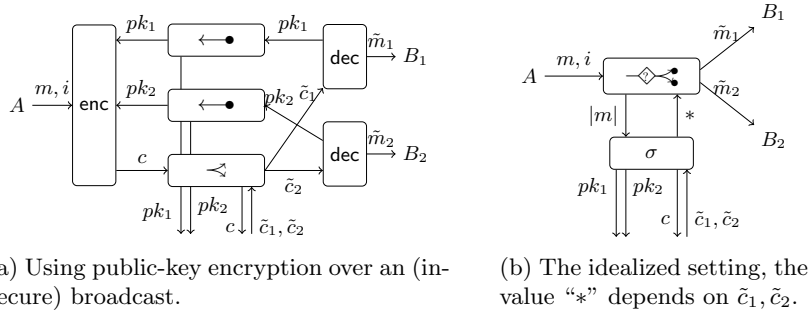 pk₁ pk₁
m̃₁
dec B₁
m, i
A enc
pk₂ pk₂ c̃₁
m̃₂
dec B₂
c
c̃₂
pk₁ pk₂ c c̃₁, c̃₂
a) Using public-key encryption over an (in-
ecure) broadcast.
B₁
m̃₁
m, i
A ?
m̃₂
|m| *
B₂
σ
pk₁ pk₂ c c̃₁, c̃₂
(b) The idealized setting, the
value “∗” depends on c̃₁, c̃₂.